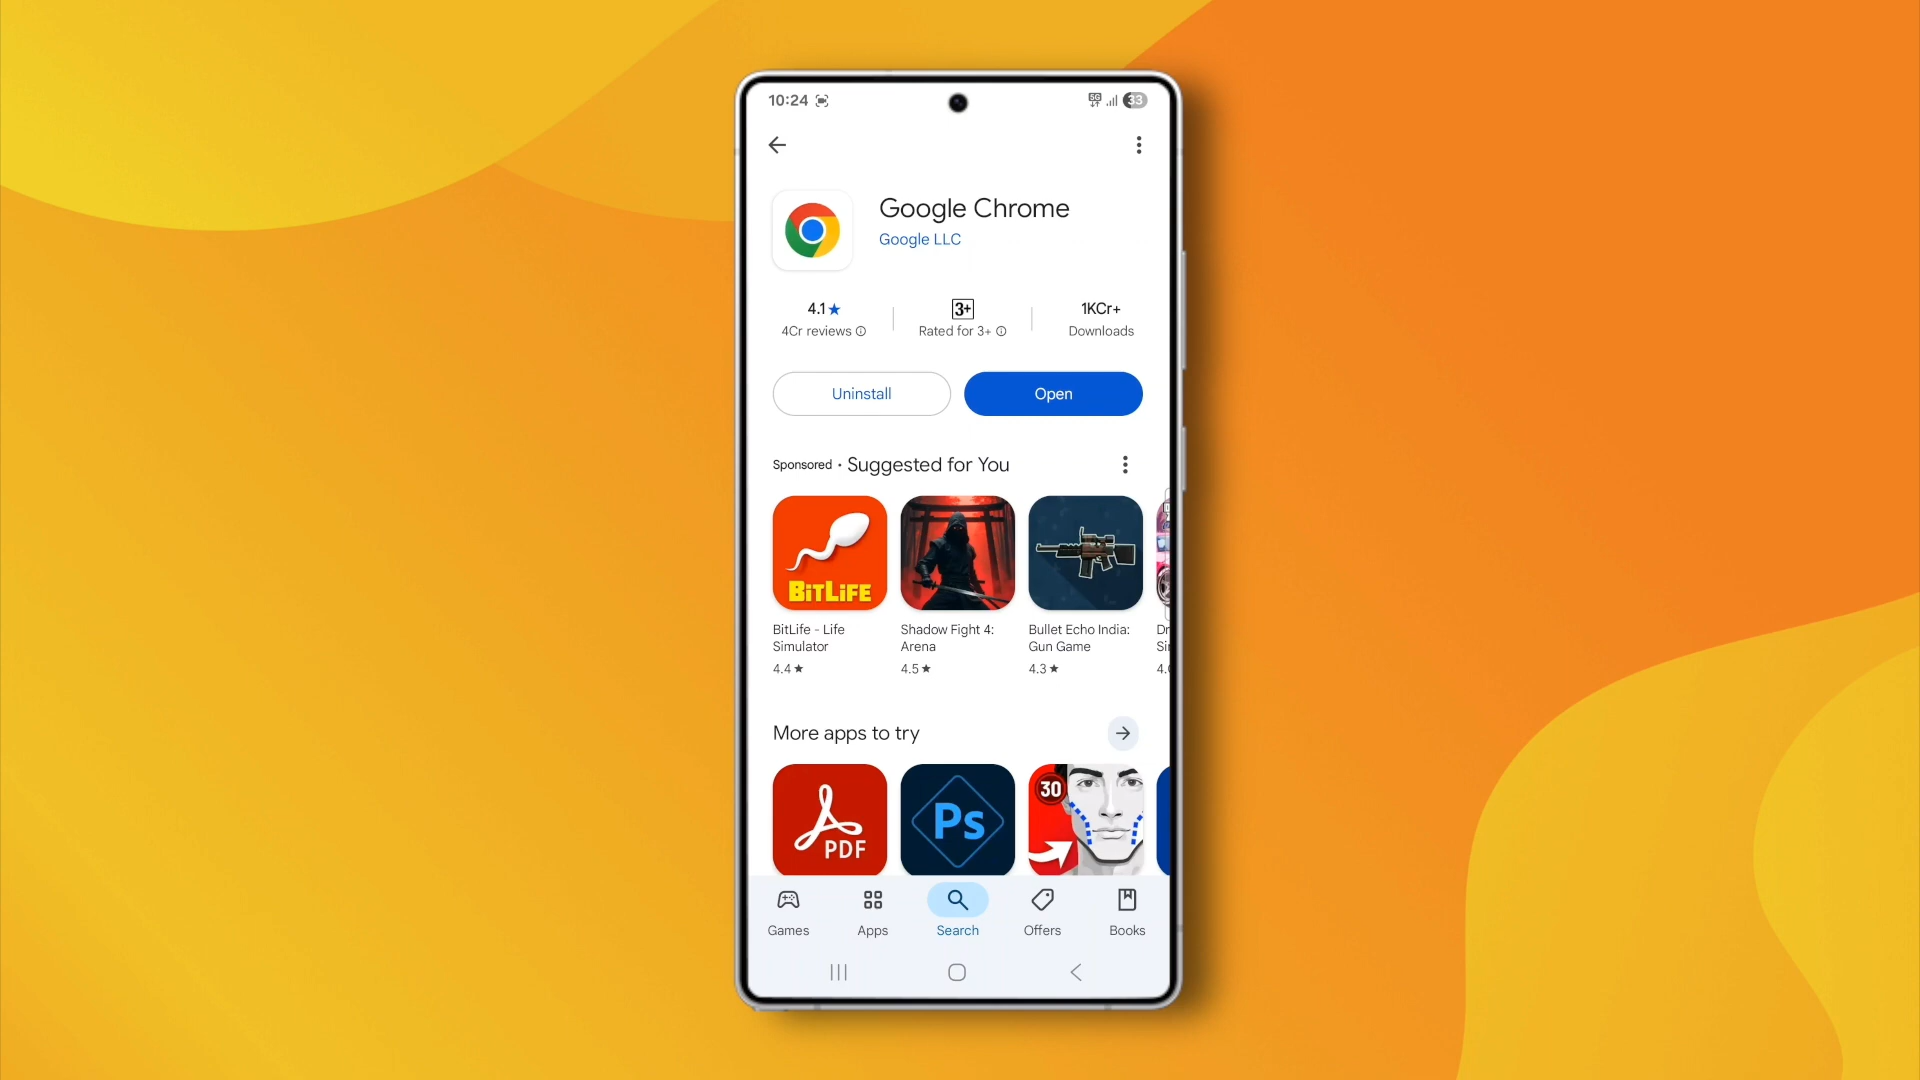 10:24
5G
33
Google Chrome
Google LLC
4.1★
4Cr reviews
3+
Rated for 3+
1KCr+
Downloads
Uninstall
Open
Sponsored • Suggested for You
BITLIFE
BitLife - Life
Simulator
4.4★
Shadow Fight 4:
Arena
4.5★
Bullet Echo India:
Gun Game
4.3★
More apps to try
PDF
Ps
30
Games
Apps
Search
Offers
Books